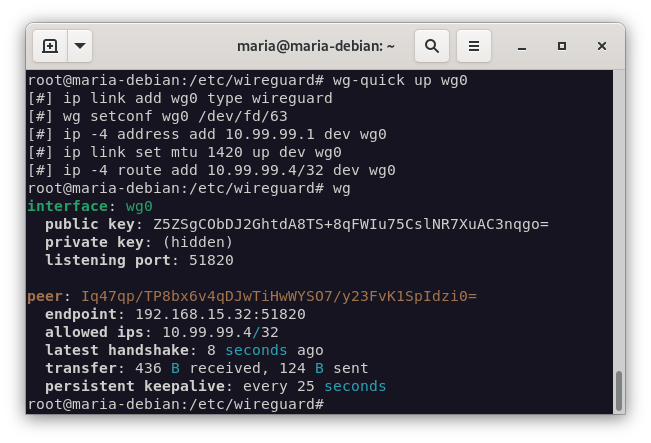 maria@maria-debian: ~
root@maria-debian:/etc/wireguard# wg-quick up wg0
[#] ip link add wg0 type wireguard
[#] wg setconf wg0 /dev/fd/63
[#] ip -4 address add 10.99.99.1 dev wg0
[#] ip link set mtu 1420 up dev wg0
[#] ip -4 route add 10.99.99.4/32 dev wg0
root@maria-debian:/etc/wireguard# wg
interface: wg0
  public key: Z5ZSgCObDJ2GhtdA8TS+8qFWIu75CslNR7XuAC3nqgo=
  private key: (hidden)
  listening port: 51820

peer: Iq47qp/TP8bx6v4qDJwTiHwWYSO7/y23FvK1SpIdzi0=
  endpoint: 192.168.15.32:51820
  allowed ips: 10.99.99.4/32
  latest handshake: 8 seconds ago
  transfer: 436 B received, 124 B sent
  persistent keepalive: every 25 seconds
root@maria-debian:/etc/wireguard#